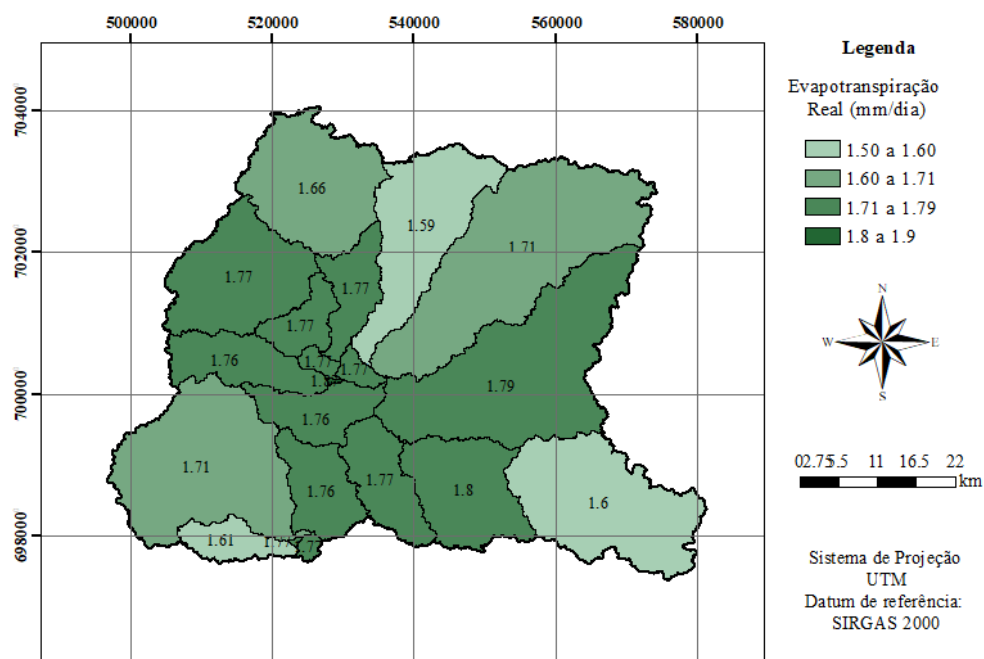 500000 520000 540000 560000 580000
704000
702000
700000
698000
1.66
1.59
1.71
1.77
1.77
1.77
1.76
1.77
1.77
1.79
1.76
1.71
1.76
1.77
1.8
1.6
1.61
1.77
Legenda
Evapotranspiração
Real (mm/dia)
1.50 a 1.60
1.60 a 1.71
1.71 a 1.79
1.8 a 1.9
N
W E
S
02.755.5 11 16.5 22
km
Sistema de Projeção
UTM
Datum de referência:
SIRGAS 2000